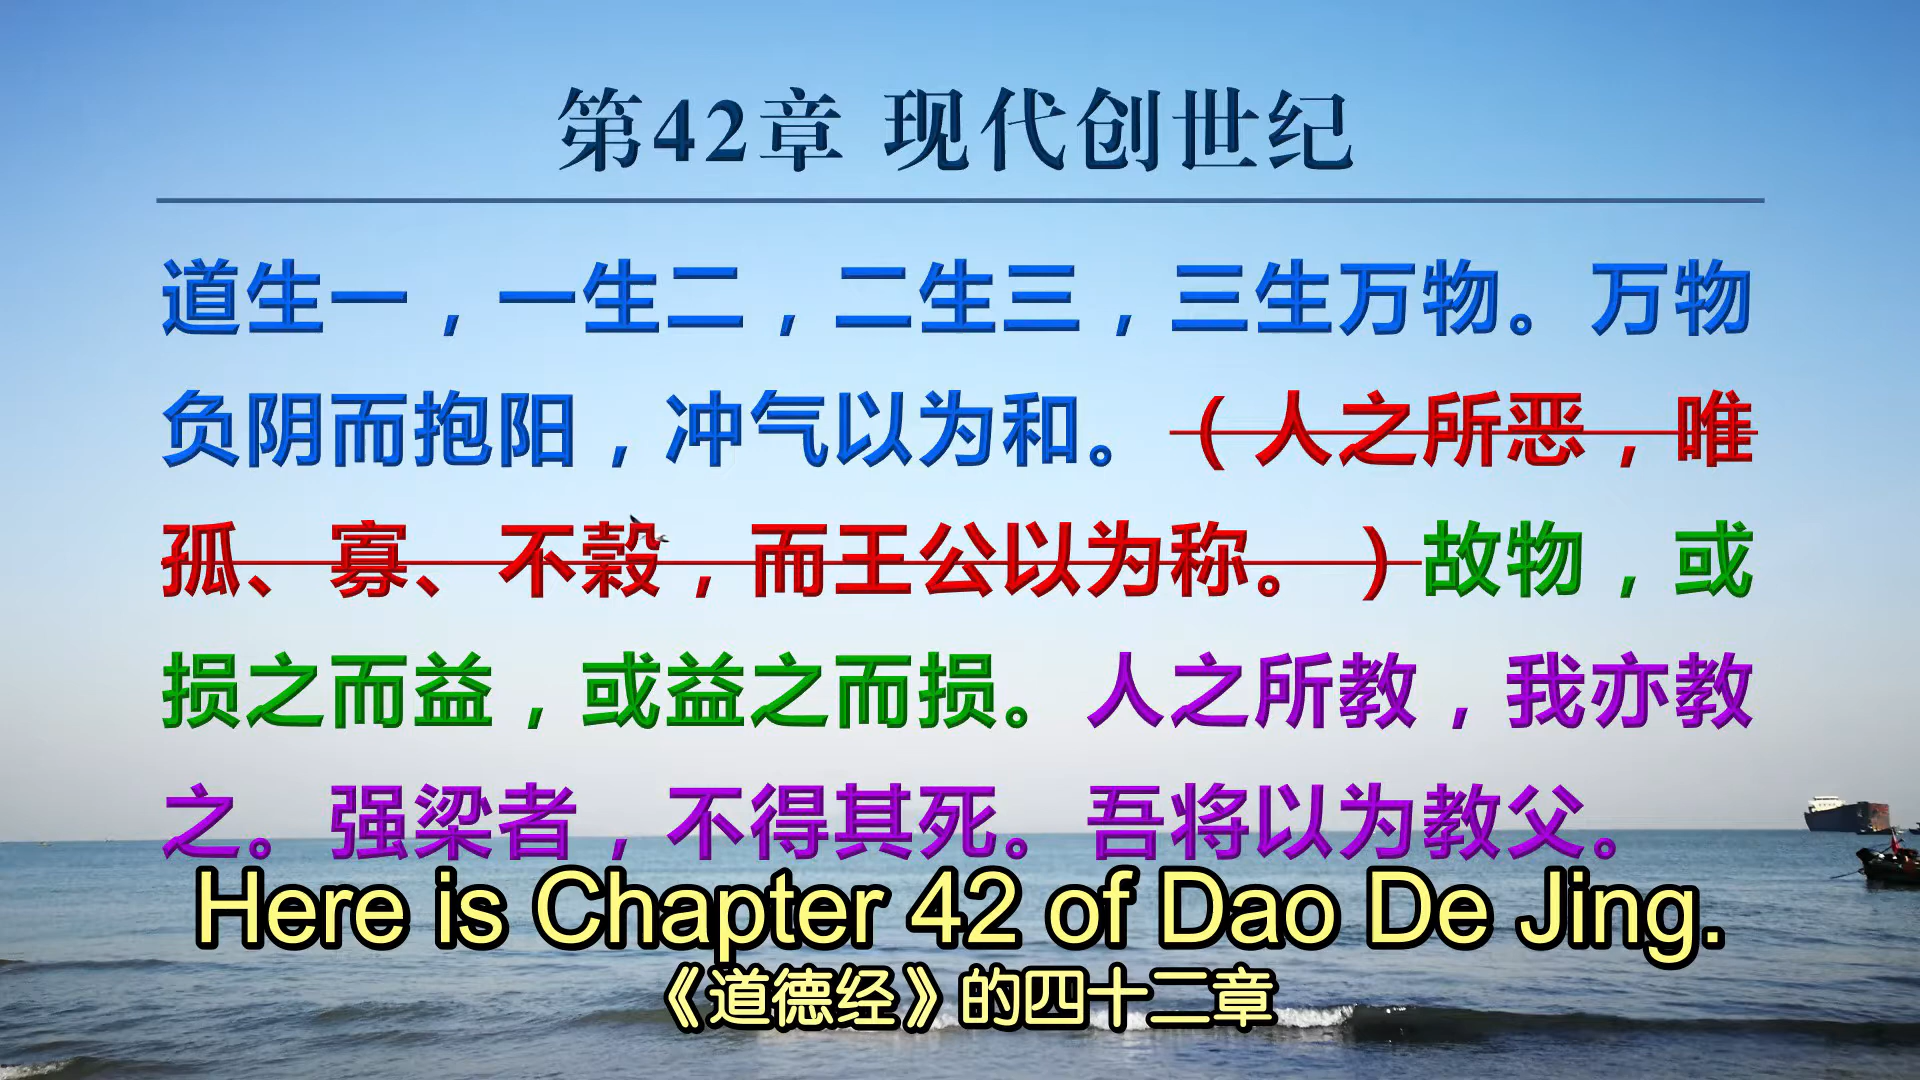 第42章 现代创世纪
道生一，一生二，二生三，三生万物。万物
负阴而抱阳，冲气以为和。（人之所恶，唯
孤、寡、不穀，而王公以为称。）故物，或
损之而益，或益之而损。人之所教，我亦教
之。强梁者，不得其死。吾将以为教父。
Here is Chapter 42 of Dao De Jing.
《道德经》的四十二章